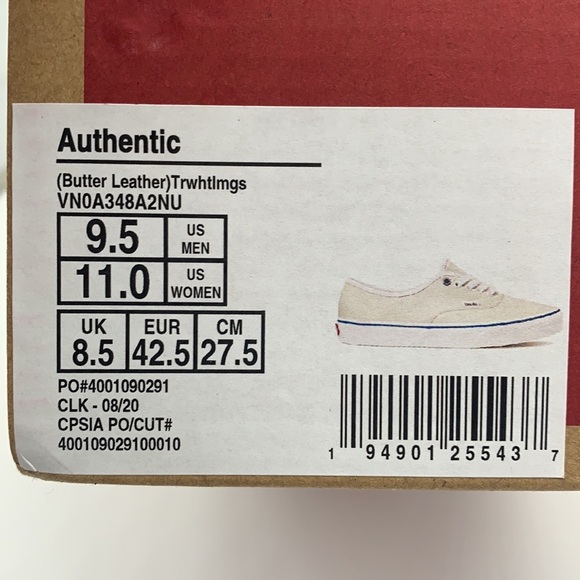 Authentic
(Butter Leather)Trwhtlmgs
VN0A348A2NU
9.5 US MEN
11.0 US WOMEN
UK EUR CM
8.5 42.5 27.5
PO#4001090291
CLK - 08/20
CPSIA PO/CUT#
400109029100010
1 94901 25543 7